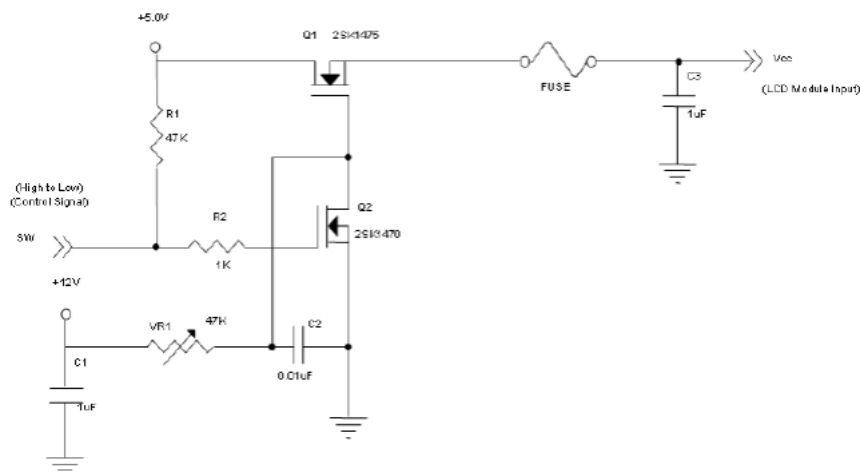 +5.0V
Q1 2SK1475
FUSE
Vcc
(LCD Module Input)
C3
1uF
R1
47K
(High to Low)
(Control Signal)
SW
R2
1K
Q2
2SK1470
+12V
VR1
47K
C2
0.01uF
C1
1uF